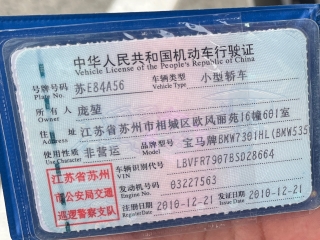 中华人民共和国机动车行驶证
Vehicle License of the People's Republic of China
号牌号码 苏E84A56 车辆类型 小型轿车
Plate No. Vehicle Type
所有人 庞堃
Owner
住址 江苏省苏州市相城区欧风丽苑16幢601室
Address
使用性质 非营运 品牌型号 宝马牌BMW7301HL(BMW535
Use Character Model
江苏省苏州市公安局交通巡逻警察支队
车辆识别代号 LBVFR7907BSD28664
VIN
发动机号码 03227563
Engine No.
注册日期 2010-12-21 发证日期 2010-12-21
Register Date Issue Date